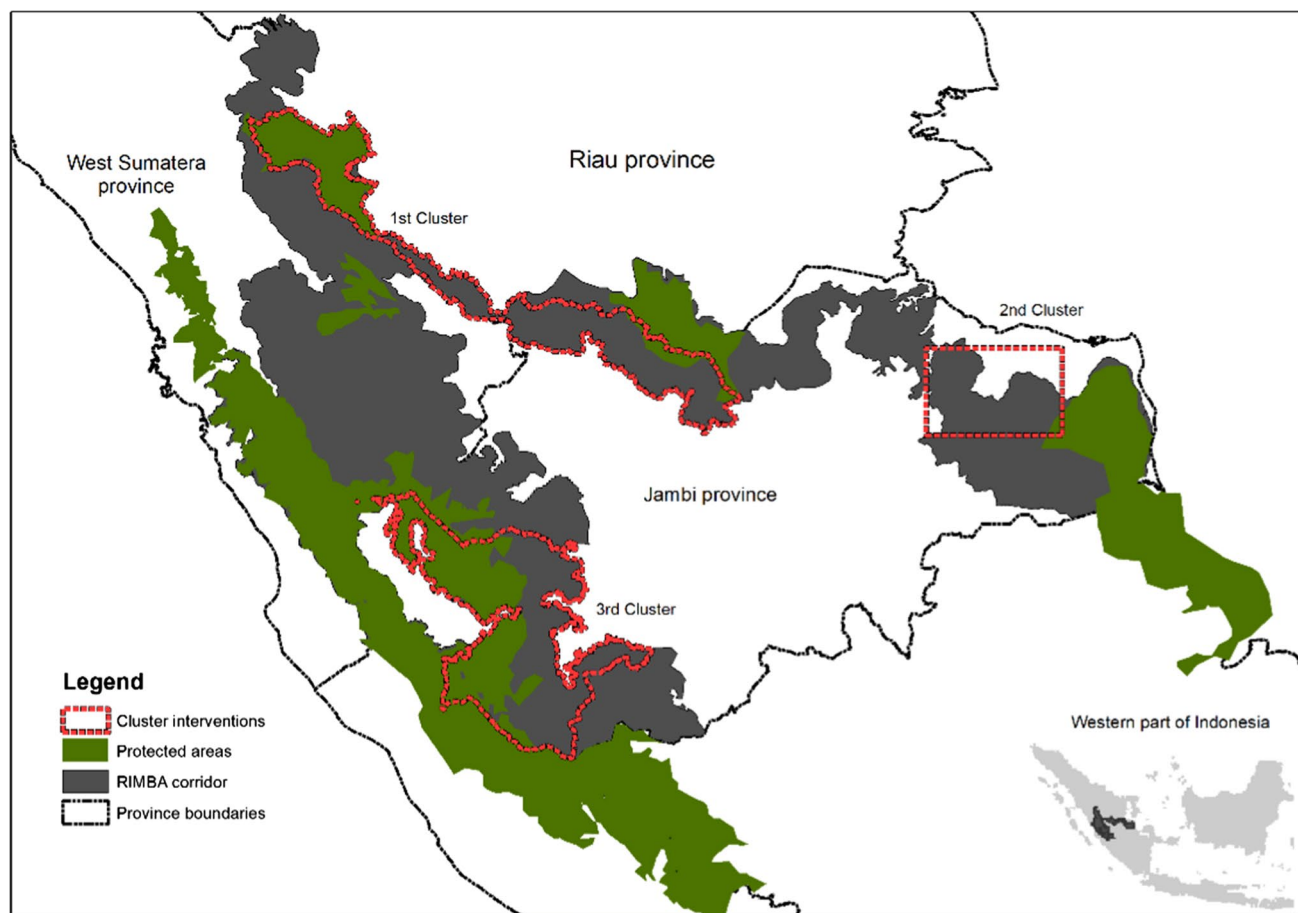 West Sumatera
province
Riau province
1st Cluster
2nd Cluster
Jambi province
3rd Cluster
Legend
Cluster interventions
Protected areas
RIMBA corridor
Province boundaries
Western part of Indonesia